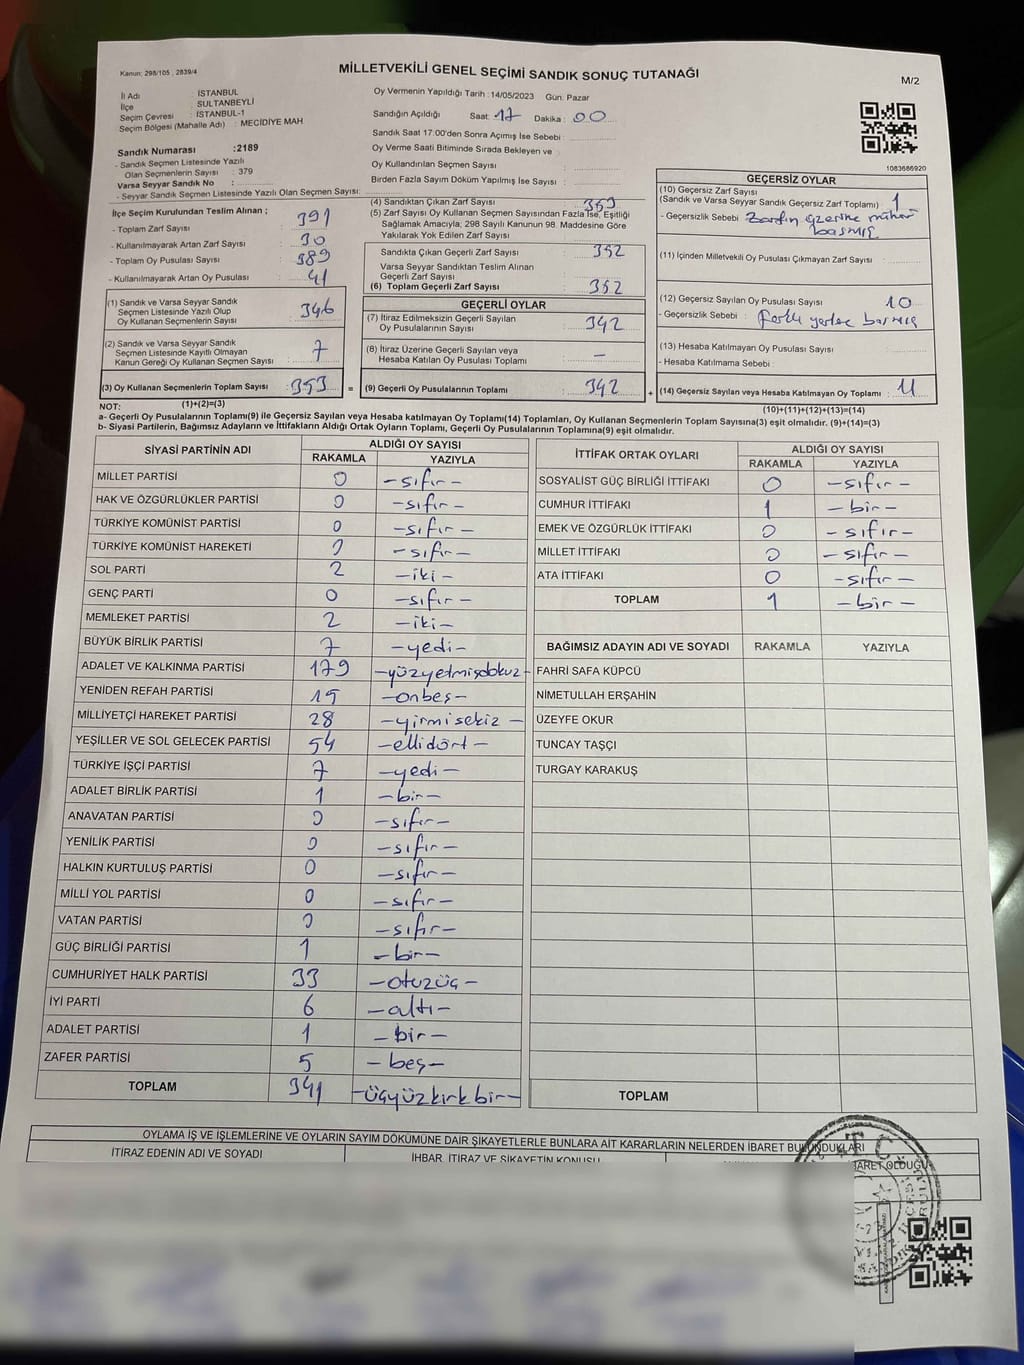 Kanun: 298/105 , 2839/4
MİLLETVEKİLİ GENEL SEÇİMİ SANDIK SONUÇ TUTANAĞI
M/2
İl Adı : İSTANBUL
İlçe : SULTANBEYLİ
Seçim Çevresi : İSTANBUL-1
Seçim Bölgesi (Mahalle Adı) : MECİDİYE MAH
Sandık Numarası :2189
- Sandık Seçmen Listesinde Yazılı
Olan Seçmenlerin Sayısı : 379
Varsa Seyyar Sandık No :
- Seyyar Sandık Seçmen Listesinde Yazılı Olan Seçmen Sayısı:
Oy Vermenin Yapıldığı Tarih : 14/05/2023 Gün: Pazar
Sandığın Açıldığı Saat: 17 Dakika : 00
Sandık Saat 17:00'den Sonra Açılmış İse Sebebi :
Oy Verme Saati Bitiminde Sırada Bekleyen ve :
Oy Kullandırılan Seçmen Sayısı
Birden Fazla Sayım Döküm Yapılmış İse Sayısı :
1083686920
İlçe Seçim Kurulundan Teslim Alınan ;
- Toplam Zarf Sayısı : 391
- Kullanılmayarak Artan Zarf Sayısı : 30
- Toplam Oy Pusulası Sayısı : 389
- Kullanılmayarak Artan Oy Pusulası : 41
(1) Sandık ve Varsa Seyyar Sandık
Seçmen Listesinde Yazılı Olup : 346
Oy Kullanan Seçmenlerin Sayısı
(2) Sandık ve Varsa Seyyar Sandık
Seçmen Listesinde Kayıtlı Olmayan : 7
Kanun Gereği Oy Kullanan Seçmen Sayısı
(3) Oy Kullanan Seçmenlerin Toplam Sayısı : 353 =
(1)+(2)=(3)
(4) Sandıktan Çıkan Zarf Sayısı : 353
(5) Zarf Sayısı Oy Kullanan Seçmen Sayısından Fazla İse, Eşitliği
Sağlamak Amacıyla, 298 Sayılı Kanunun 98. Maddesine Göre
Yakılarak Yok Edilen Zarf Sayısı :
Sandıkta Çıkan Geçerli Zarf Sayısı : 352
Varsa Seyyar Sandıktan Teslim Alınan
Geçerli Zarf Sayısı :
(6) Toplam Geçerli Zarf Sayısı : 352
GEÇERLİ OYLAR
(7) İtiraz Edilmeksizin Geçerli Sayılan
Oy Pusulalarının Sayısı : 342
(8) İtiraz Üzerine Geçerli Sayılan veya
Hesaba Katılan Oy Pusulası Toplamı : –
(9) Geçerli Oy Pusulalarının Toplamı : 342 +
GEÇERSİZ OYLAR
(10) Geçersiz Zarf Sayısı
(Sandık ve Varsa Seyyar Sandık Geçersiz Zarf Toplamı) : 1
- Geçersizlik Sebebi : Zarfın üzerine mühür
basmış
(11) İçinden Milletvekili Oy Pusulası Çıkmayan Zarf Sayısı :
(12) Geçersiz Sayılan Oy Pusulası Sayısı : 10
- Geçersizlik Sebebi : farklı yerlere basmış
(13) Hesaba Katılmayan Oy Pusulası Sayısı :
- Hesaba Katılmama Sebebi :
(14) Geçersiz Sayılan veya Hesaba Katılmayan Oy Toplamı : 11
(10)+(11)+(12)+(13)=(14)
NOT:
a- Geçerli Oy Pusulalarının Toplamı(9) ile Geçersiz Sayılan veya Hesaba katılmayan Oy Toplamı(14) Toplamları, Oy Kullanan Seçmenlerin Toplam Sayısına(3) eşit olmalıdır. (9)+(14)=(3)
b- Siyasi Partilerin, Bağımsız Adayların ve İttifakların Aldığı Ortak Oyların Toplamı, Geçerli Oy Pusulalarının Toplamına(9) eşit olmalıdır.
SİYASİ PARTİNİN ADI ALDIĞI OY SAYISI
RAKAMLA YAZIYLA
MİLLET PARTİSİ 0 -sıfır-
HAK VE ÖZGÜRLÜKLER PARTİSİ 0 -sıfır-
TÜRKİYE KOMÜNİST PARTİSİ 0 -sıfır-
TÜRKİYE KOMÜNİST HAREKETİ 0 -sıfır-
SOL PARTİ 2 -iki-
GENÇ PARTİ 0 -sıfır-
MEMLEKET PARTİSİ 2 -iki-
BÜYÜK BİRLİK PARTİSİ 7 -yedi-
ADALET VE KALKINMA PARTİSİ 179 -yüzyetmişdokuz-
YENİDEN REFAH PARTİSİ 15 -onbeş-
MİLLİYETÇİ HAREKET PARTİSİ 28 -yirmisekiz-
YEŞİLLER VE SOL GELECEK PARTİSİ 54 -ellidört-
TÜRKİYE İŞÇİ PARTİSİ 7 -yedi-
ADALET BİRLİK PARTİSİ 1 -bir-
ANAVATAN PARTİSİ 0 -sıfır-
YENİLİK PARTİSİ 0 -sıfır-
HALKIN KURTULUŞ PARTİSİ 0 -sıfır-
MİLLİ YOL PARTİSİ 0 -sıfır-
VATAN PARTİSİ 0 -sıfır-
GÜÇ BİRLİĞİ PARTİSİ 1 -bir-
CUMHURİYET HALK PARTİSİ 33 -otuzüç-
İYİ PARTİ 6 -altı-
ADALET PARTİSİ 1 -bir-
ZAFER PARTİSİ 5 -beş-
TOPLAM 341 -üçyüzkırkbir-
İTTİFAK ORTAK OYLARI ALDIĞI OY SAYISI
RAKAMLA YAZIYLA
SOSYALİST GÜÇ BİRLİĞİ İTTİFAKI 0 -sıfır-
CUMHUR İTTİFAKI 1 -bir-
EMEK VE ÖZGÜRLÜK İTTİFAKI 0 -sıfır-
MİLLET İTTİFAKI 0 -sıfır-
ATA İTTİFAKI 0 -sıfır-
TOPLAM 1 -bir-
BAĞIMSIZ ADAYIN ADI VE SOYADI RAKAMLA YAZIYLA
FAHRİ SAFA KÜPCÜ
NİMETULLAH ERŞAHİN
ÜZEYFE OKUR
TUNCAY TAŞÇI
TURGAY KARAKUŞ
TOPLAM
OYLAMA İŞ VE İŞLEMLERİNE VE OYLARIN SAYIM DÖKÜMÜNE DAİR ŞİKAYETLERLE BUNLARA AİT KARARLARIN NELERDEN İBARET BULUNDUKLARI
İTİRAZ EDENİN ADI VE SOYADI İHBAR, İTİRAZ VE ŞİKAYETİN KONUSU
T.C.